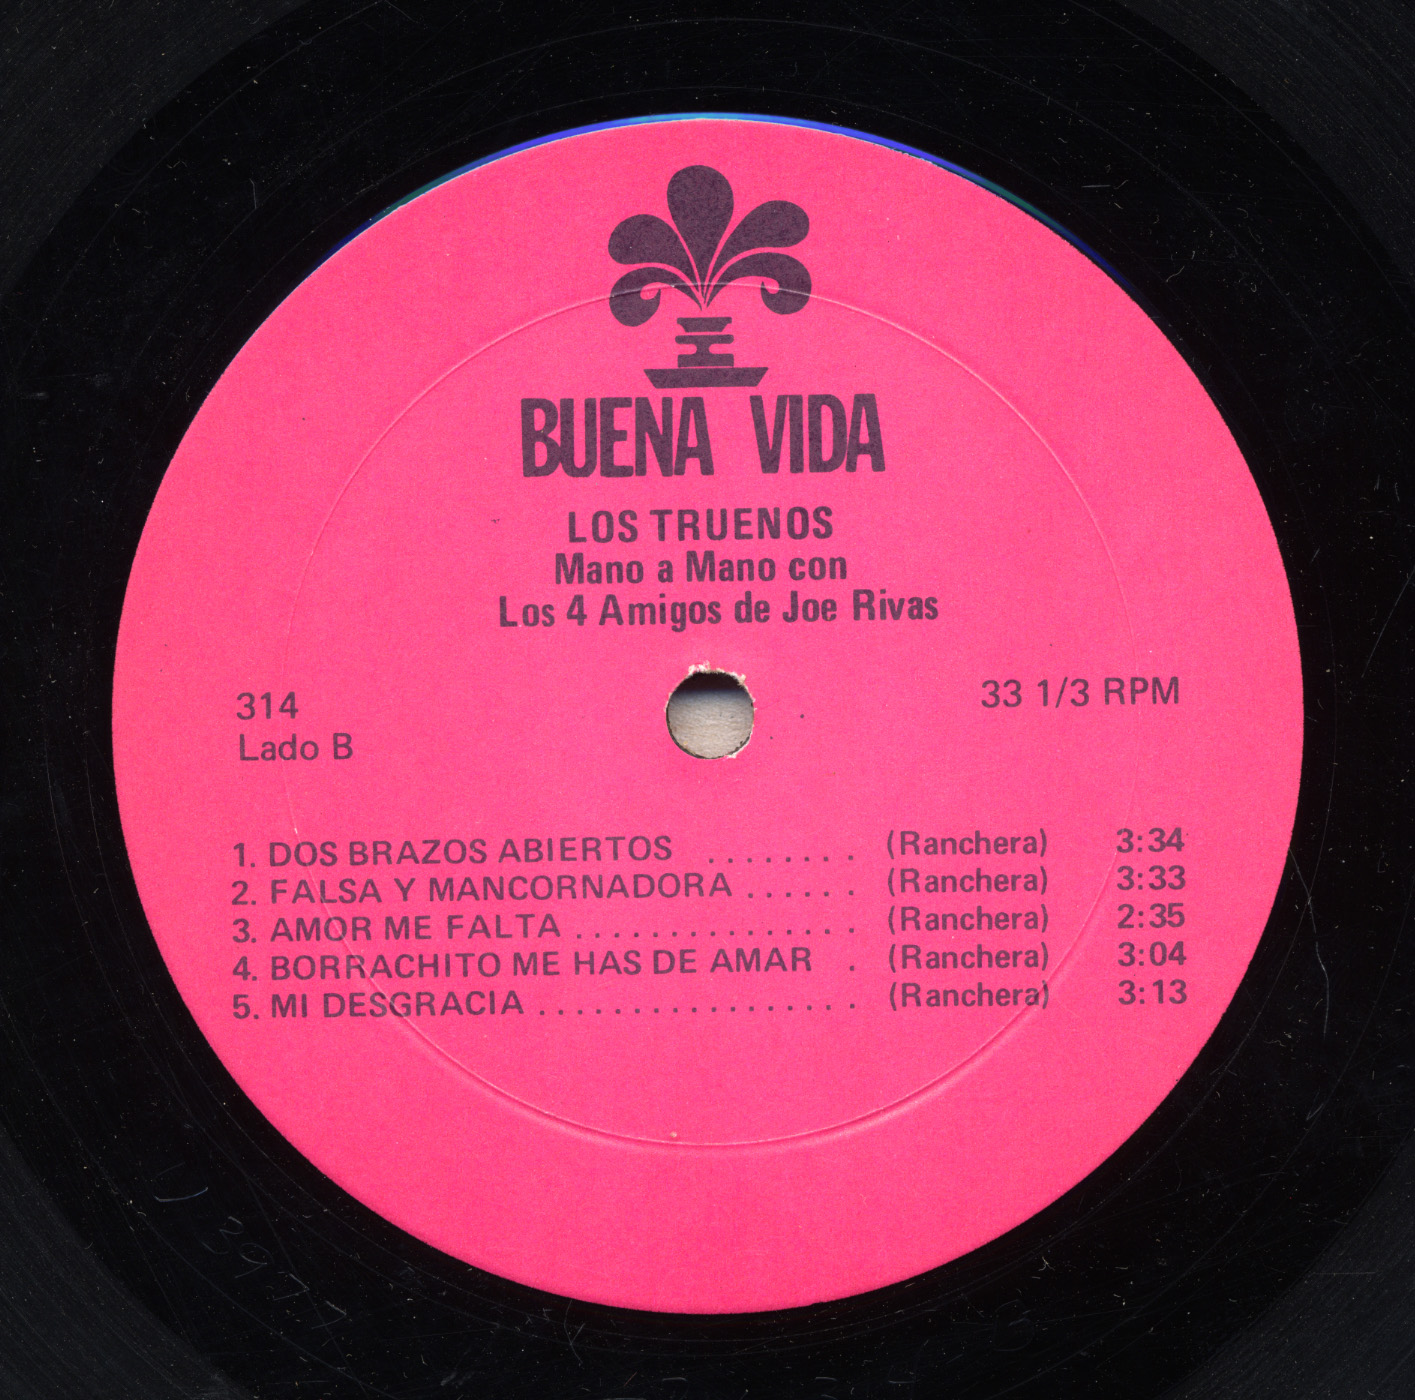 BUENA VIDA
LOS TRUENOS
Mano a Mano con
Los 4 Amigos de Joe Rivas
314
Lado B
33 1/3 RPM
1. DOS BRAZOS ABIERTOS ........ (Ranchera) 3:34
2. FALSA Y MANCORNADORA ...... (Ranchera) 3:33
3. AMOR ME FALTA ............... (Ranchera) 2:35
4. BORRACHITO ME HAS DE AMAR . (Ranchera) 3:04
5. MI DESGRACIA ................. (Ranchera) 3:13